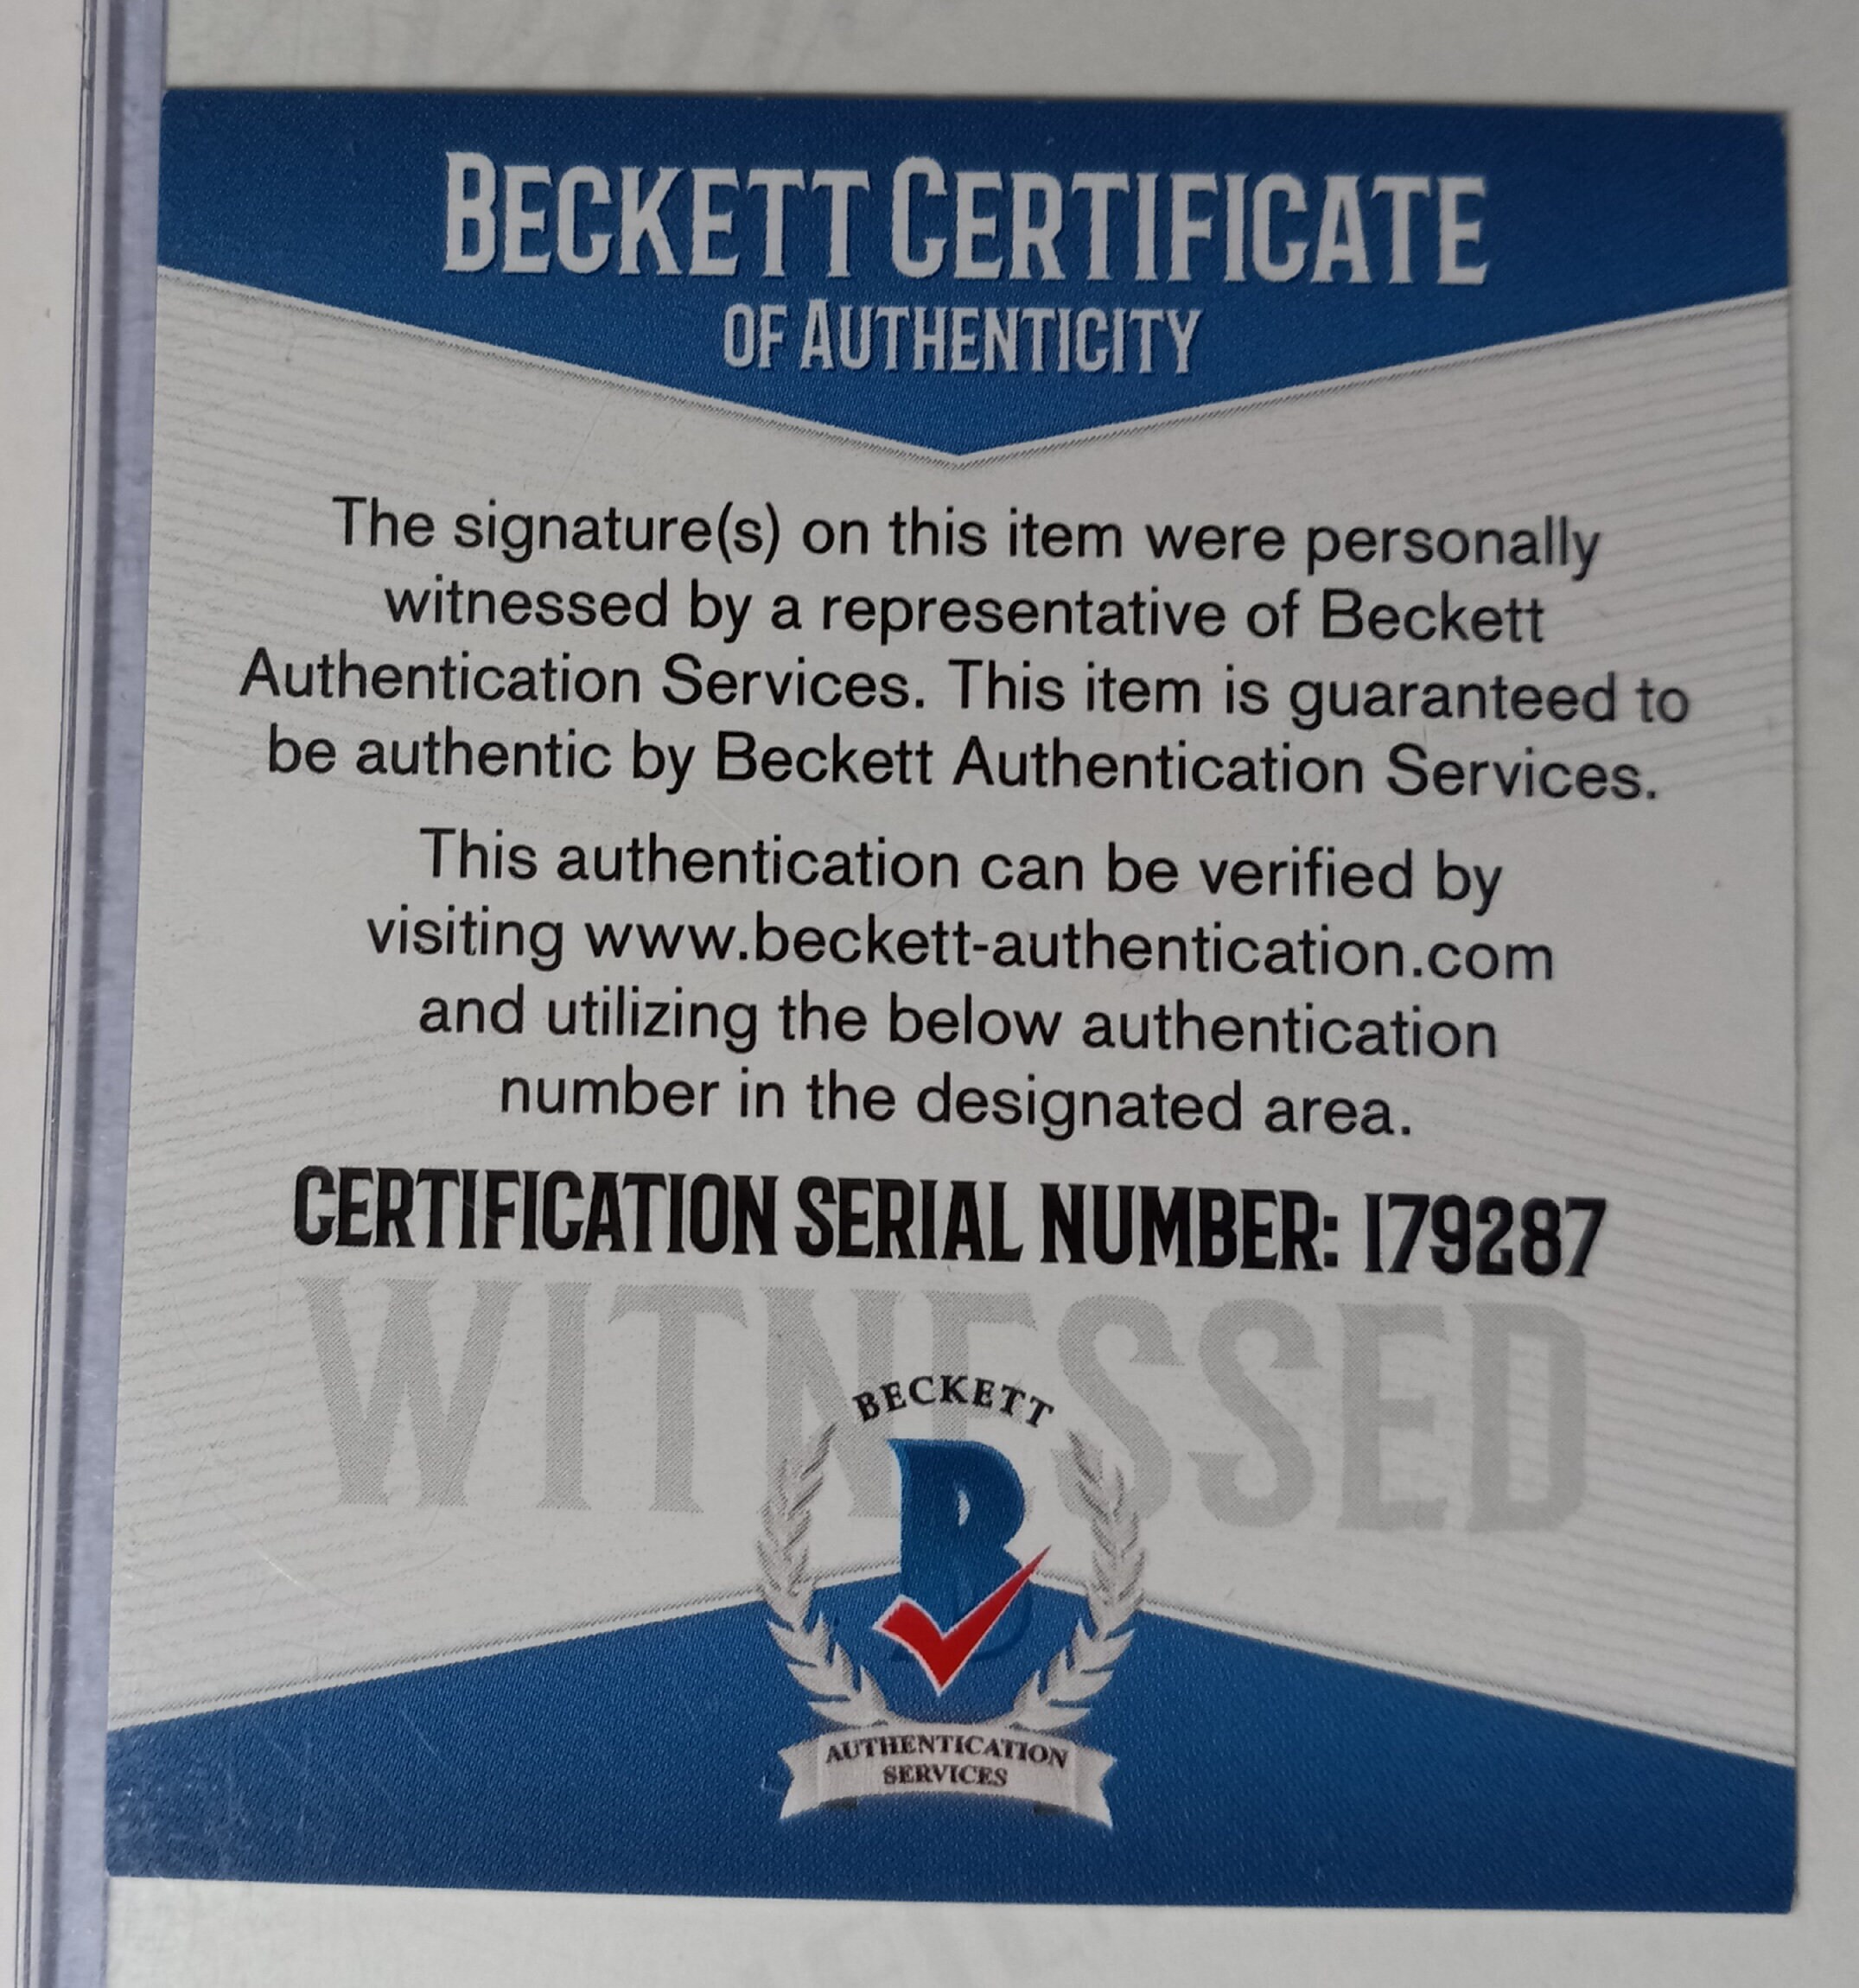 BECKETT CERTIFICATE
OF AUTHENTICITY
The signature(s) on this item were personally
witnessed by a representative of Beckett
Authentication Services. This item is guaranteed to
be authentic by Beckett Authentication Services.
This authentication can be verified by
visiting www.beckett-authentication.com
and utilizing the below authentication
number in the designated area.
CERTIFICATION SERIAL NUMBER: I79287
WITNESSED
BECKETT
B
AUTHENTICATION
SERVICES